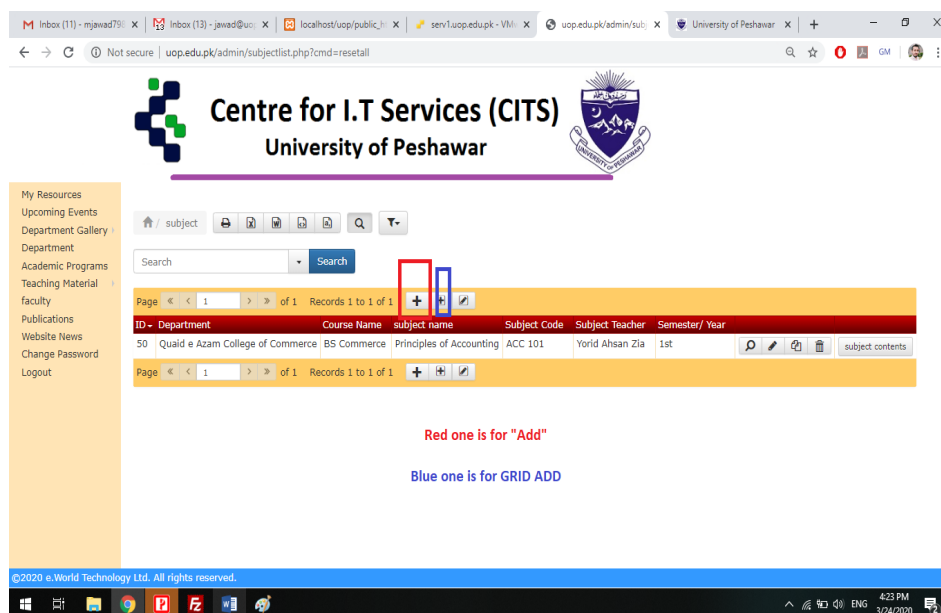 Inbox (11) - mjawad79
Inbox (13) - jawad@uo
localhost/uop/public_h
serv1.uop.edu.pk - VM
uop.edu.pk/admin/sub
University of Peshawar
Not secure | uop.edu.pk/admin/subjectlist.php?cmd=resetall
GM
Centre for I.T Services (CITS)
University of Peshawar
UNIVERSITY OF PESHAWAR
My Resources
Upcoming Events
Department Gallery
Department
Academic Programs
Teaching Material
faculty
Publications
Website News
Change Password
Logout
/ subject
Search Search
Page 1 of 1 Records 1 to 1 of 1
ID Department Course Name subject name Subject Code Subject Teacher Semester/ Year
50 Quaid e Azam College of Commerce BS Commerce Principles of Accounting ACC 101 Yorid Ahsan Zia 1st subject contents
Page 1 of 1 Records 1 to 1 of 1
Red one is for "Add"
Blue one is for GRID ADD
©2020 e.World Technology Ltd. All rights reserved.
ENG
4:23 PM
3/24/2020